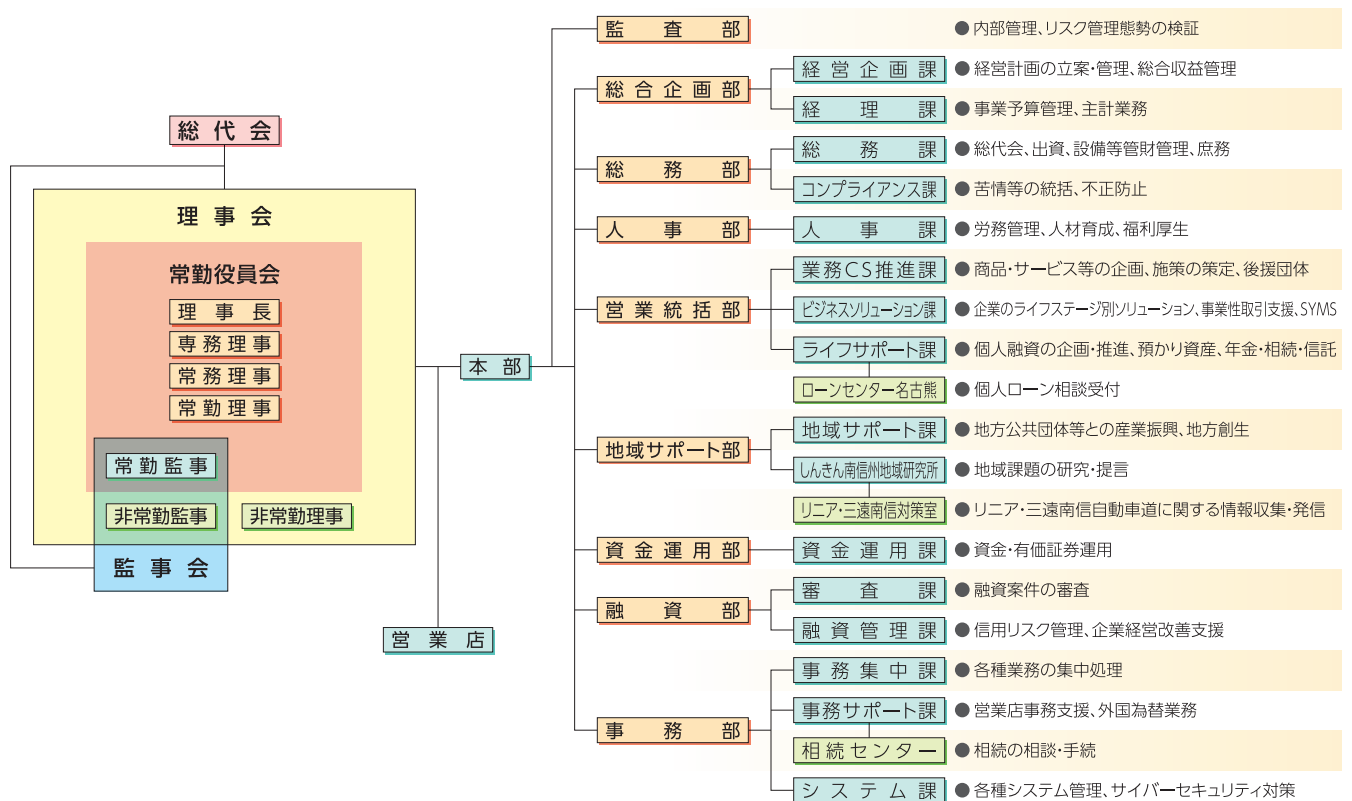 総代会
理事会
常勤役員会
理事長
専務理事
常務理事
常勤理事
常勤監事
非常勤監事
非常勤理事
監事会
本部
営業店
監査部
●内部管理、リスク管理態勢の検証
総合企画部
経営企画課
●経営計画の立案・管理、総合収益管理
経理課
●事業予算管理、主計業務
総務部
総務課
●総代会、出資、設備等管財管理、庶務
コンプライアンス課
●苦情等の統括、不正防止
人事部
人事課
●労務管理、人材育成、福利厚生
営業統括部
業務CS推進課
●商品・サービス等の企画、施策の策定、後援団体
ビジネスソリューション課
●企業のライフステージ別ソリューション、事業性取引支援、SYMS
ライフサポート課
●個人融資の企画・推進、預かり資産、年金・相続・信託
ローンセンター名古熊
●個人ローン相談受付
地域サポート部
地域サポート課
●地方公共団体等との産業振興、地方創生
しんきん南信州地域研究所
●地域課題の研究・提言
リニア・三遠南信対策室
●リニア・三遠南信自動車道に関する情報収集・発信
資金運用部
資金運用課
●資金・有価証券運用
融資部
審査課
●融資案件の審査
融資管理課
●信用リスク管理、企業経営改善支援
事務部
事務集中課
●各種業務の集中処理
事務サポート課
●営業店事務支援、外国為替業務
相続センター
●相続の相談・手続
システム課
●各種システム管理、サイバーセキュリティ対策